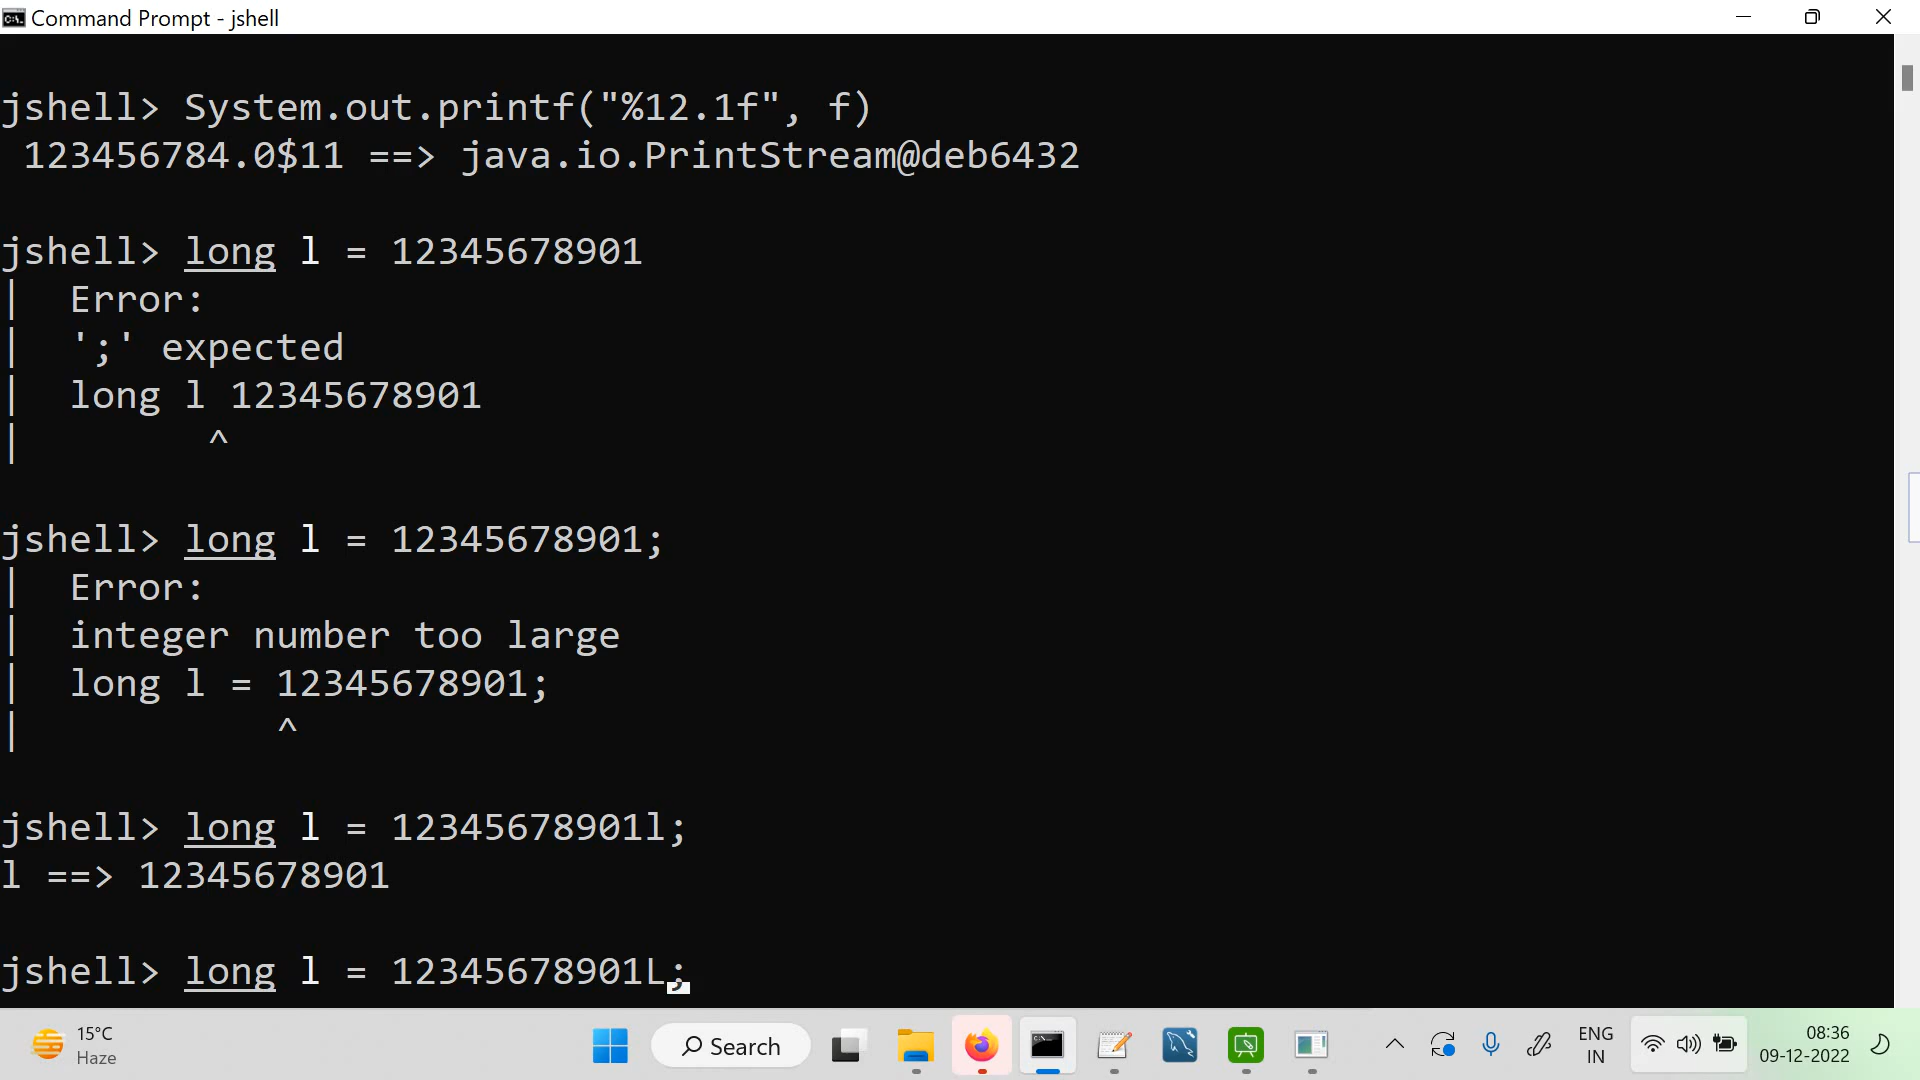 Command Prompt - jshell
jshell> System.out.printf("%12.1f", f)
 123456784.0$11 ==> java.io.PrintStream@deb6432
jshell> long l = 12345678901
|  Error:
|  ';' expected
|  long l 12345678901
|        ^
jshell> long l = 12345678901;
|  Error:
|  integer number too large
|  long l = 12345678901;
|           ^
jshell> long l = 12345678901l;
l ==> 12345678901
jshell> long l = 12345678901L;
15°C
Haze
Search
ENG
IN
08:36
09-12-2022